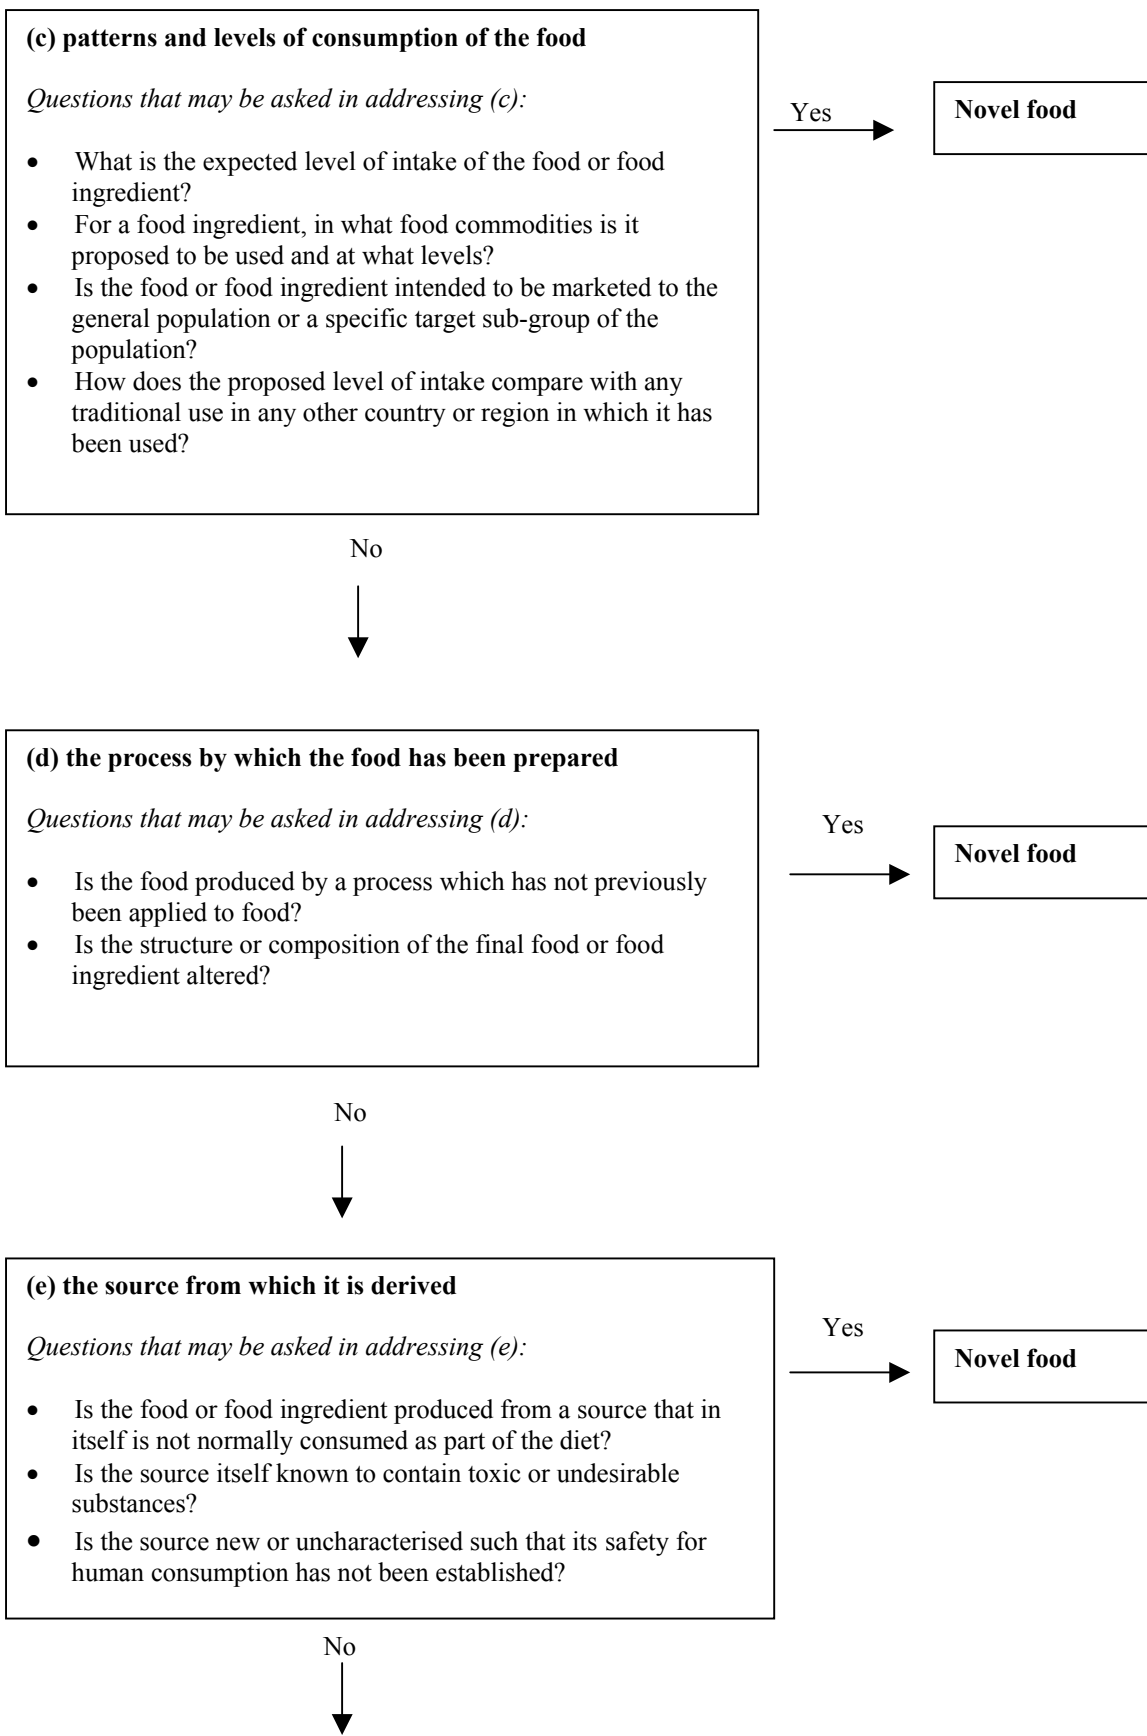 (c) patterns and levels of consumption of the food
Questions that may be asked in addressing (c):
• What is the expected level of intake of the food or food
ingredient?
• For a food ingredient, in what food commodities is it
proposed to be used and at what levels?
• Is the food or food ingredient intended to be marketed to the
general population or a specific target sub-group of the
population?
• How does the proposed level of intake compare with any
traditional use in any other country or region in which it has
been used?
Yes
Novel food
No
(d) the process by which the food has been prepared
Questions that may be asked in addressing (d):
• Is the food produced by a process which has not previously
been applied to food?
• Is the structure or composition of the final food or food
ingredient altered?
Yes
Novel food
No
(e) the source from which it is derived
Questions that may be asked in addressing (e):
• Is the food or food ingredient produced from a source that in
itself is not normally consumed as part of the diet?
• Is the source itself known to contain toxic or undesirable
substances?
• Is the source new or uncharacterised such that its safety for
human consumption has not been established?
Yes
Novel food
No